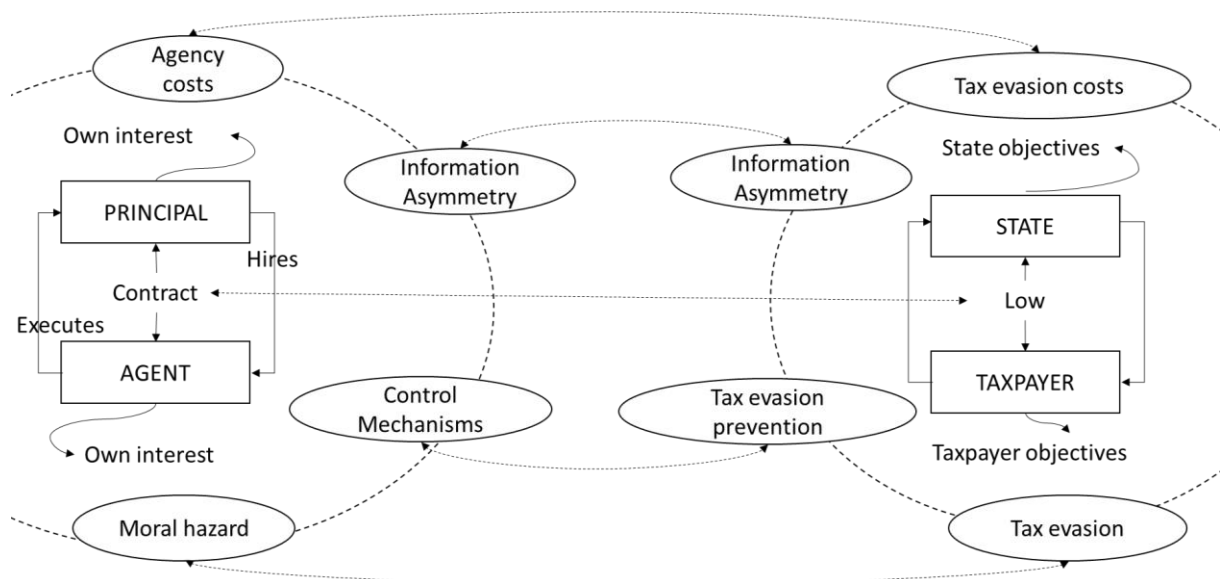 Agency
costs
Tax evasion costs
Own interest
State objectives
Information
Asymmetry
Information
Asymmetry
PRINCIPAL
STATE
Hires
Contract
Low
Executes
AGENT
TAXPAYER
Control
Mechanisms
Tax evasion
prevention
Own interest
Taxpayer objectives
Moral hazard
Tax evasion